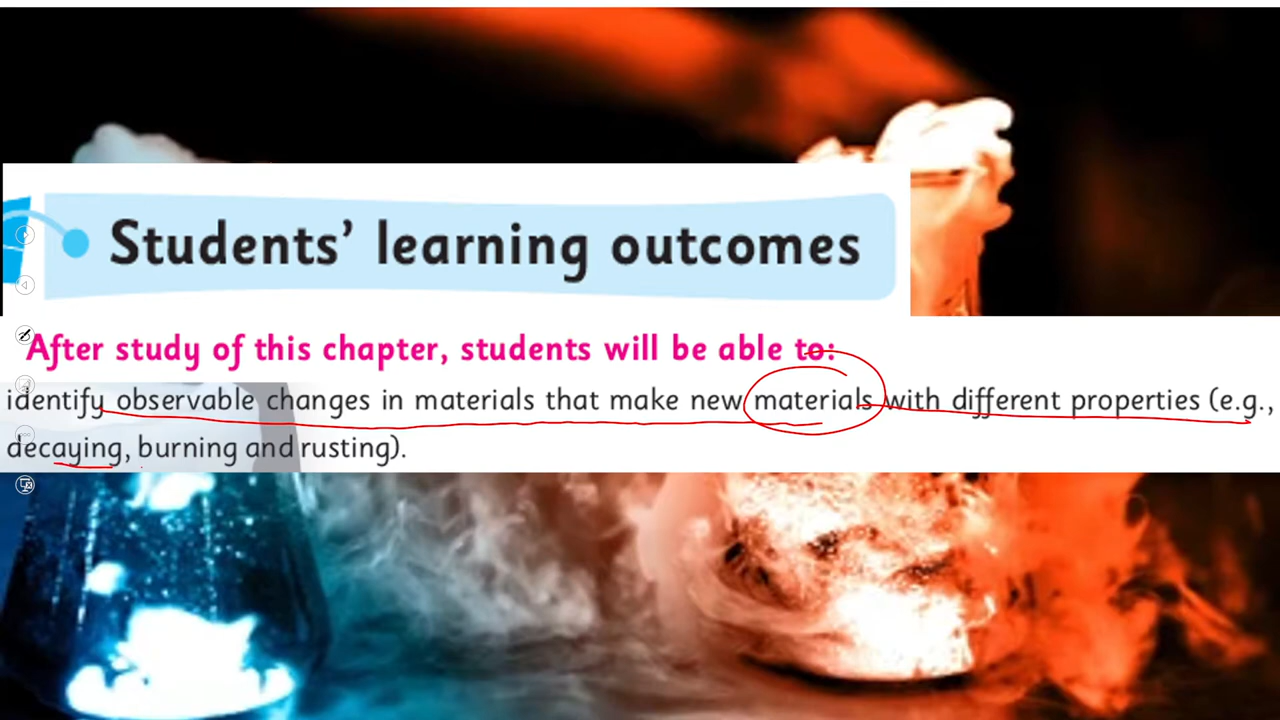 Students’ learning outcomes
After study of this chapter, students will be able to:
identify observable changes in materials that make new materials with different properties (e.g.,
decaying, burning and rusting).